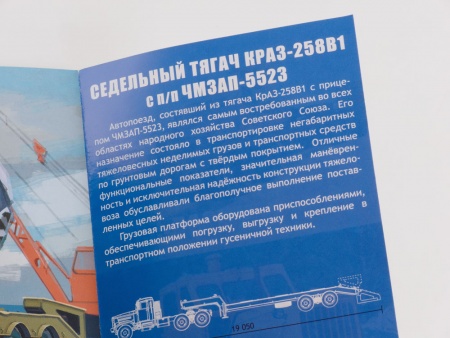 СЕДЕЛЬНЫЙ ТЯГАЧ КРАЗ-258В1
С П/П ЧМЗАП-5523
Автопоезд, состявший из тягача КрАЗ-258В1 с прице-
пом ЧМЗАП-5523, являлся самым востребованным во всех
областях народного хозяйства Советского Союза. Его
назначение состояло в транспортировке негабаритных
тяжеловесных неделимых грузов и транспортных средств
по грунтовым дорогам с твёрдым покрытием. Отличные
функциональные показатели, значительная манёврен-
ность и исключительная надёжность конструкции тяжело-
воза обуславливали благополучное выполнение постав-
ленных целей.
Грузовая платформа оборудована приспособлениями,
обеспечивающими погрузку, выгрузку и крепление в
транспортном положении гусеничной техники.
19 050